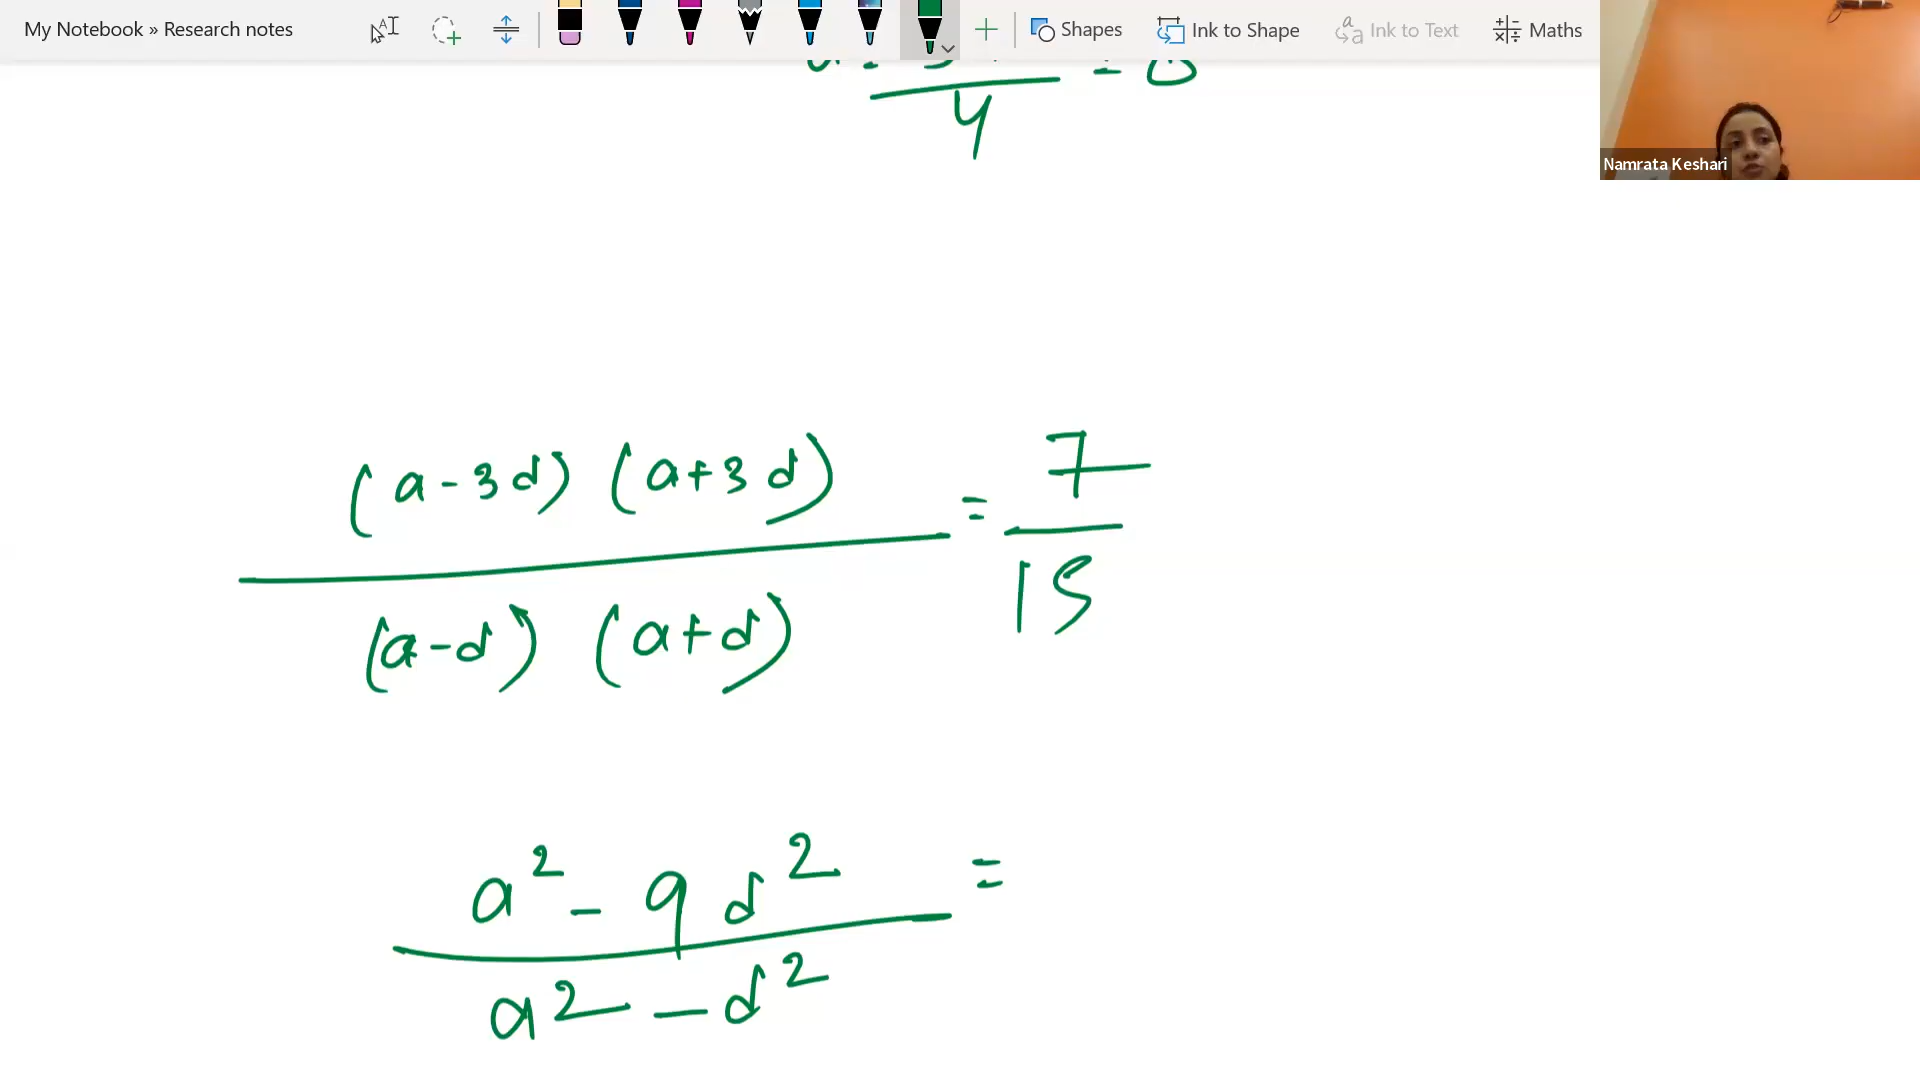 My Notebook » Research notes
Shapes
Ink to Shape
Ink to Text
Maths
Namrata Keshari
4
(a-3d) (a+3d) = 7
(a-d) (a+d) 15
a² - 9d² =
a² - d²